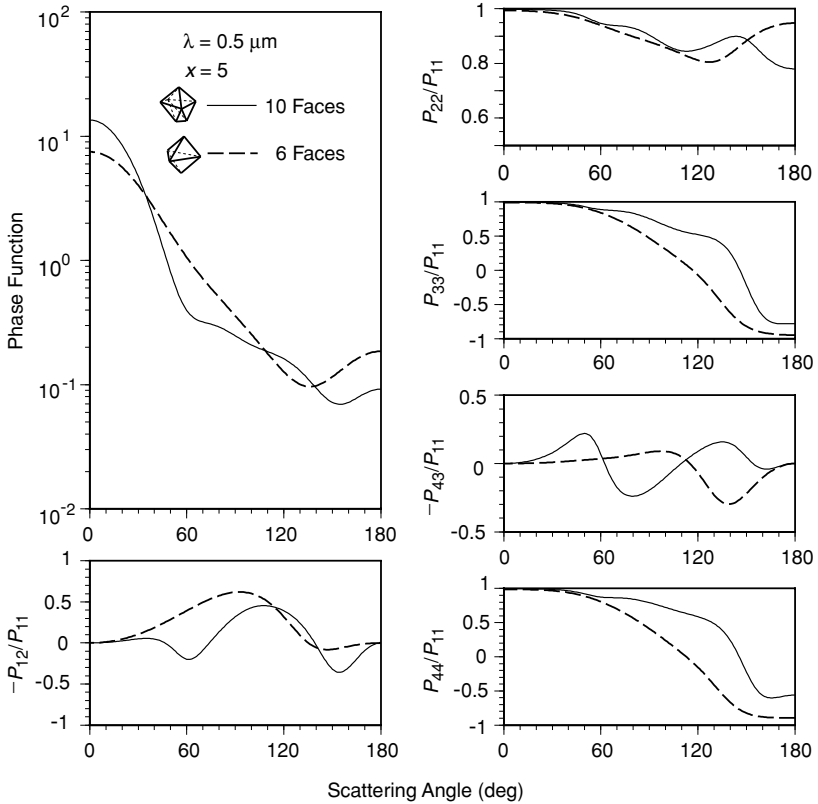 10^2
10^1
10^0
10^-1
10^-2
Phase Function
λ = 0.5 µm
x = 5
10 Faces
6 Faces
0 60 120 180
1
0.5
0
-0.5
-1
−P12/P11
0 60 120 180
1
0.8
0.6
P22/P11
0 60 120 180
1
0.5
0
-0.5
-1
P33/P11
0 60 120 180
0.5
0
-0.5
−P43/P11
0 60 120 180
1
0.5
0
-0.5
-1
P44/P11
0 60 120 180
Scattering Angle (deg)